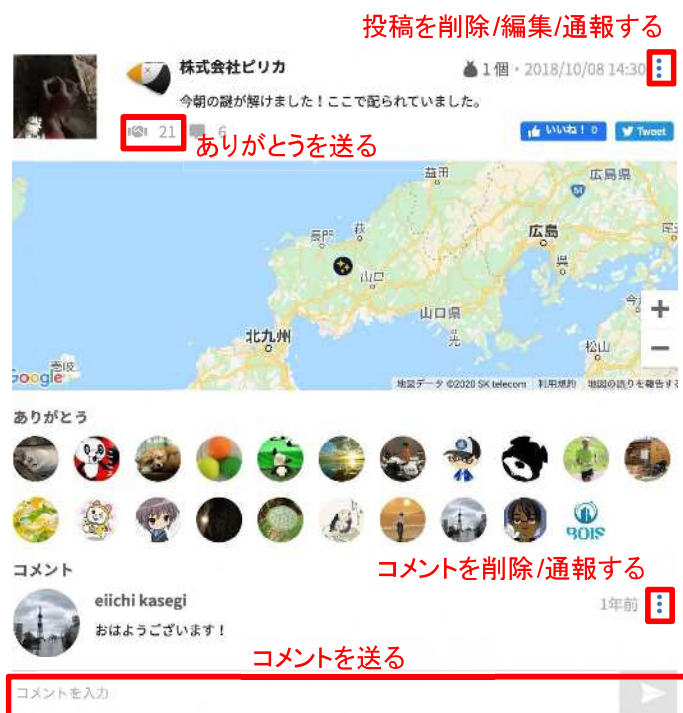 投稿を削除/編集/通報する
株式会社ピリカ
1個・2018/10/08 14:30
今朝の謎が解けました！ここで配られていました。
21 6
ありがとうを送る
いいね！ 0
Tweet
益田
広島県
長門
萩
広島
呉
山口
山口県
光
北九州
松山
壱岐
Google
地図データ ©2020 SK telecom 利用規約 地図の誤りを報告する
ありがとう
BOIS
コメント
コメントを削除/通報する
eiichi kasegi
1年前
おはようございます！
コメントを送る
コメントを入力